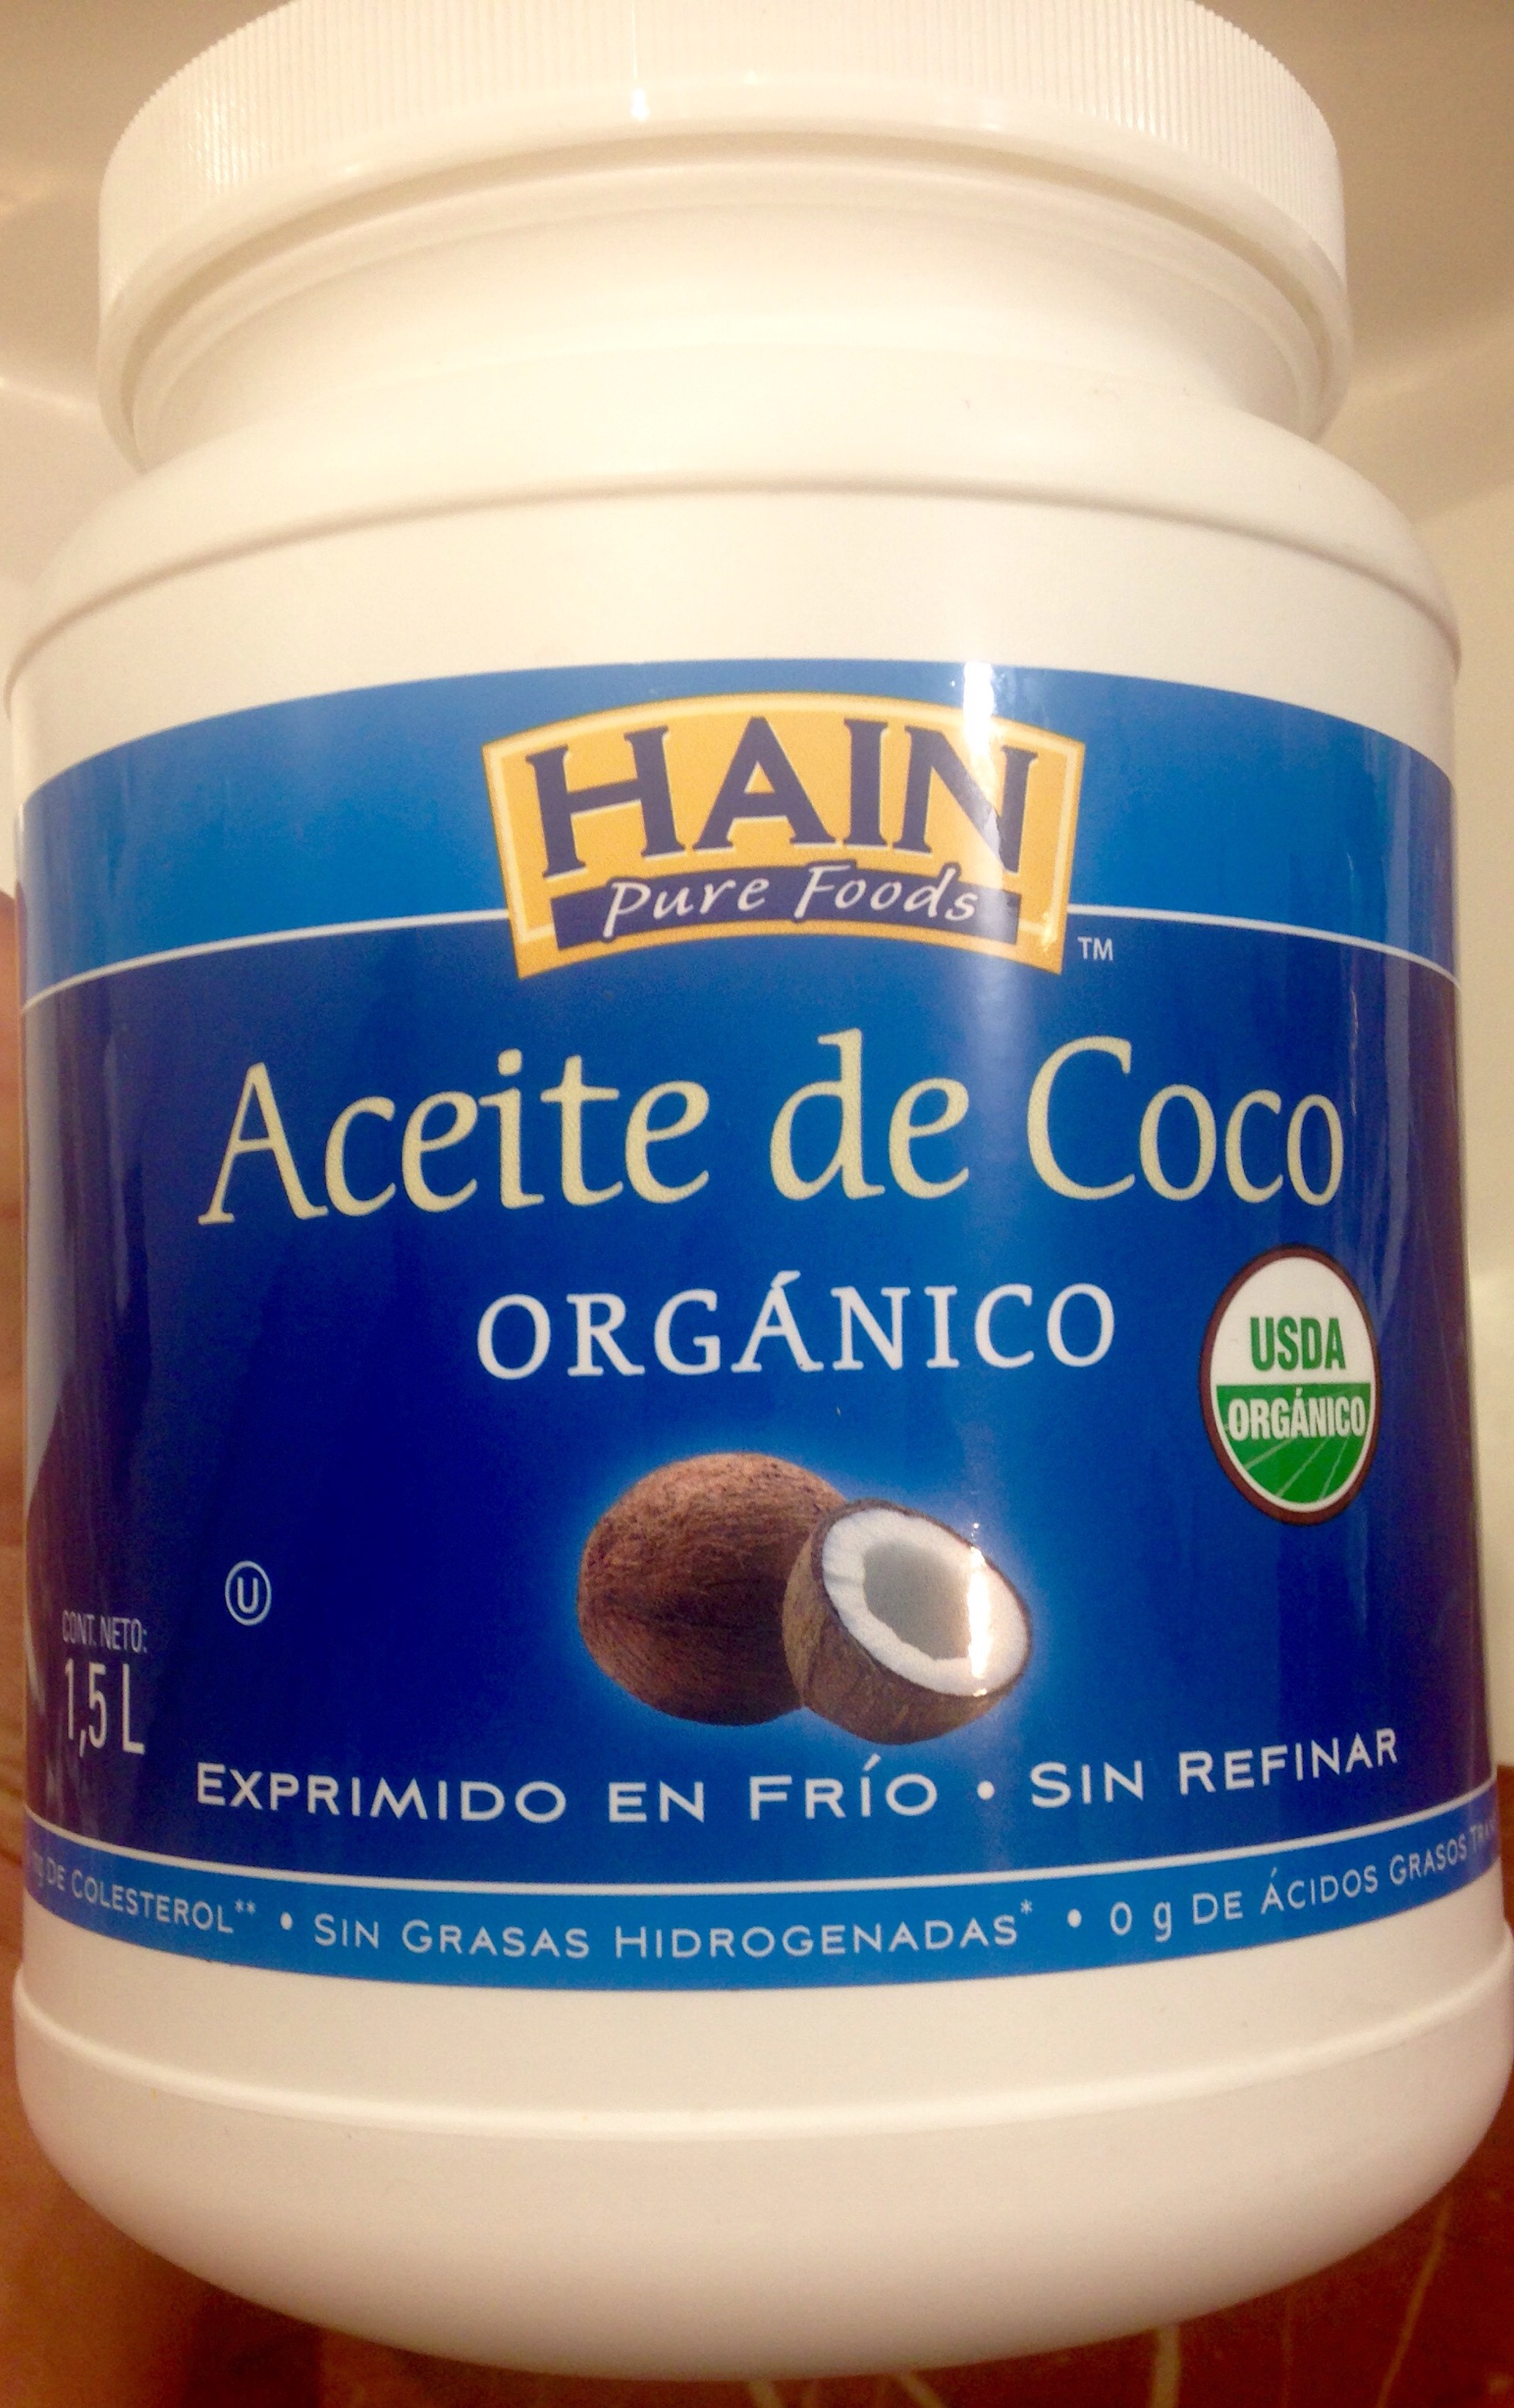 HAIN
Pure Foods
TM
Aceite de Coco
ORGÁNICO
USDA
ORGÁNICO
U
CONT. NETO:
1,5 L
EXPRIMIDO EN FRÍO • SIN REFINAR
DE COLESTEROL** • SIN GRASAS HIDROGENADAS* • 0 g DE ÁCIDOS GRASOS